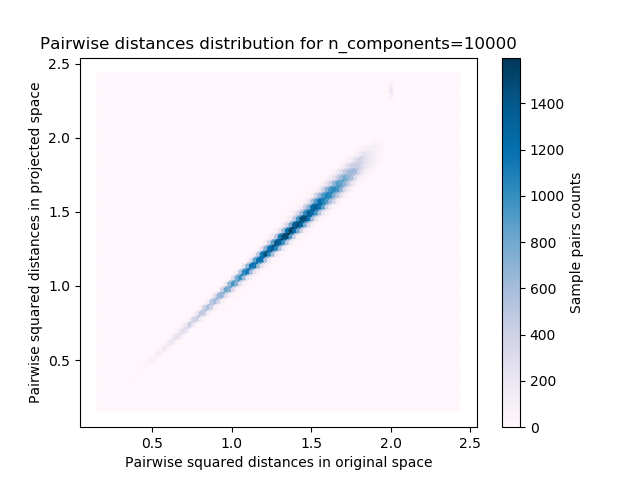 Pairwise distances distribution for n_components=10000
Pairwise squared distances in projected space
2.5
2.0
1.5
1.0
0.5
0.5 1.0 1.5 2.0 2.5
Pairwise squared distances in original space
1400
1200
1000
800
600
400
200
0
Sample pairs counts